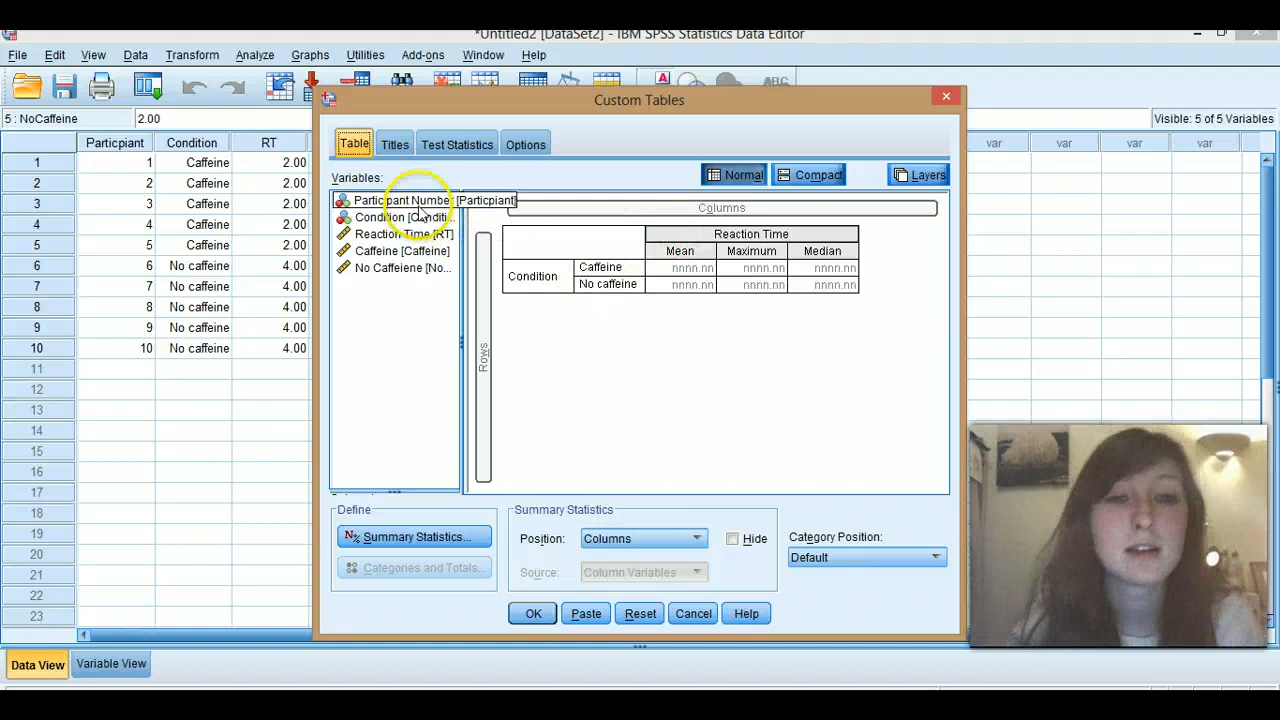 *Untitled2 [DataSet2] - IBM SPSS Statistics Data Editor
File Edit View Data Transform Analyze Graphs Utilities Add-ons Window Help
5 : NoCaffeine 2.00 Visible: 5 of 5 Variables
Particpiant Condition RT var var var var
1 1 Caffeine 2.00
2 2 Caffeine 2.00
3 3 Caffeine 2.00
4 4 Caffeine 2.00
5 5 Caffeine 2.00
6 6 No caffeine 4.00
7 7 No caffeine 4.00
8 8 No caffeine 4.00
9 9 No caffeine 4.00
10 10 No caffeine 4.00
11
12
13
14
15
16
17
18
19
20
21
22
23
Data View Variable View
Custom Tables
Table Titles Test Statistics Options
Variables: Normal Compact Layers
Participant Number [Particpiant]
Condition [Conditi...
Reaction Time [RT]
Caffeine [Caffeine]
No Caffeiene [No...
Columns
Rows
Reaction Time
Mean Maximum Median
Condition Caffeine nnnn.nn nnnn.nn nnnn.nn
No caffeine nnnn.nn nnnn.nn nnnn.nn
Define
N% Summary Statistics...
Categories and Totals...
Summary Statistics
Position: Columns Hide
Source: Column Variables
Category Position:
Default
OK Paste Reset Cancel Help